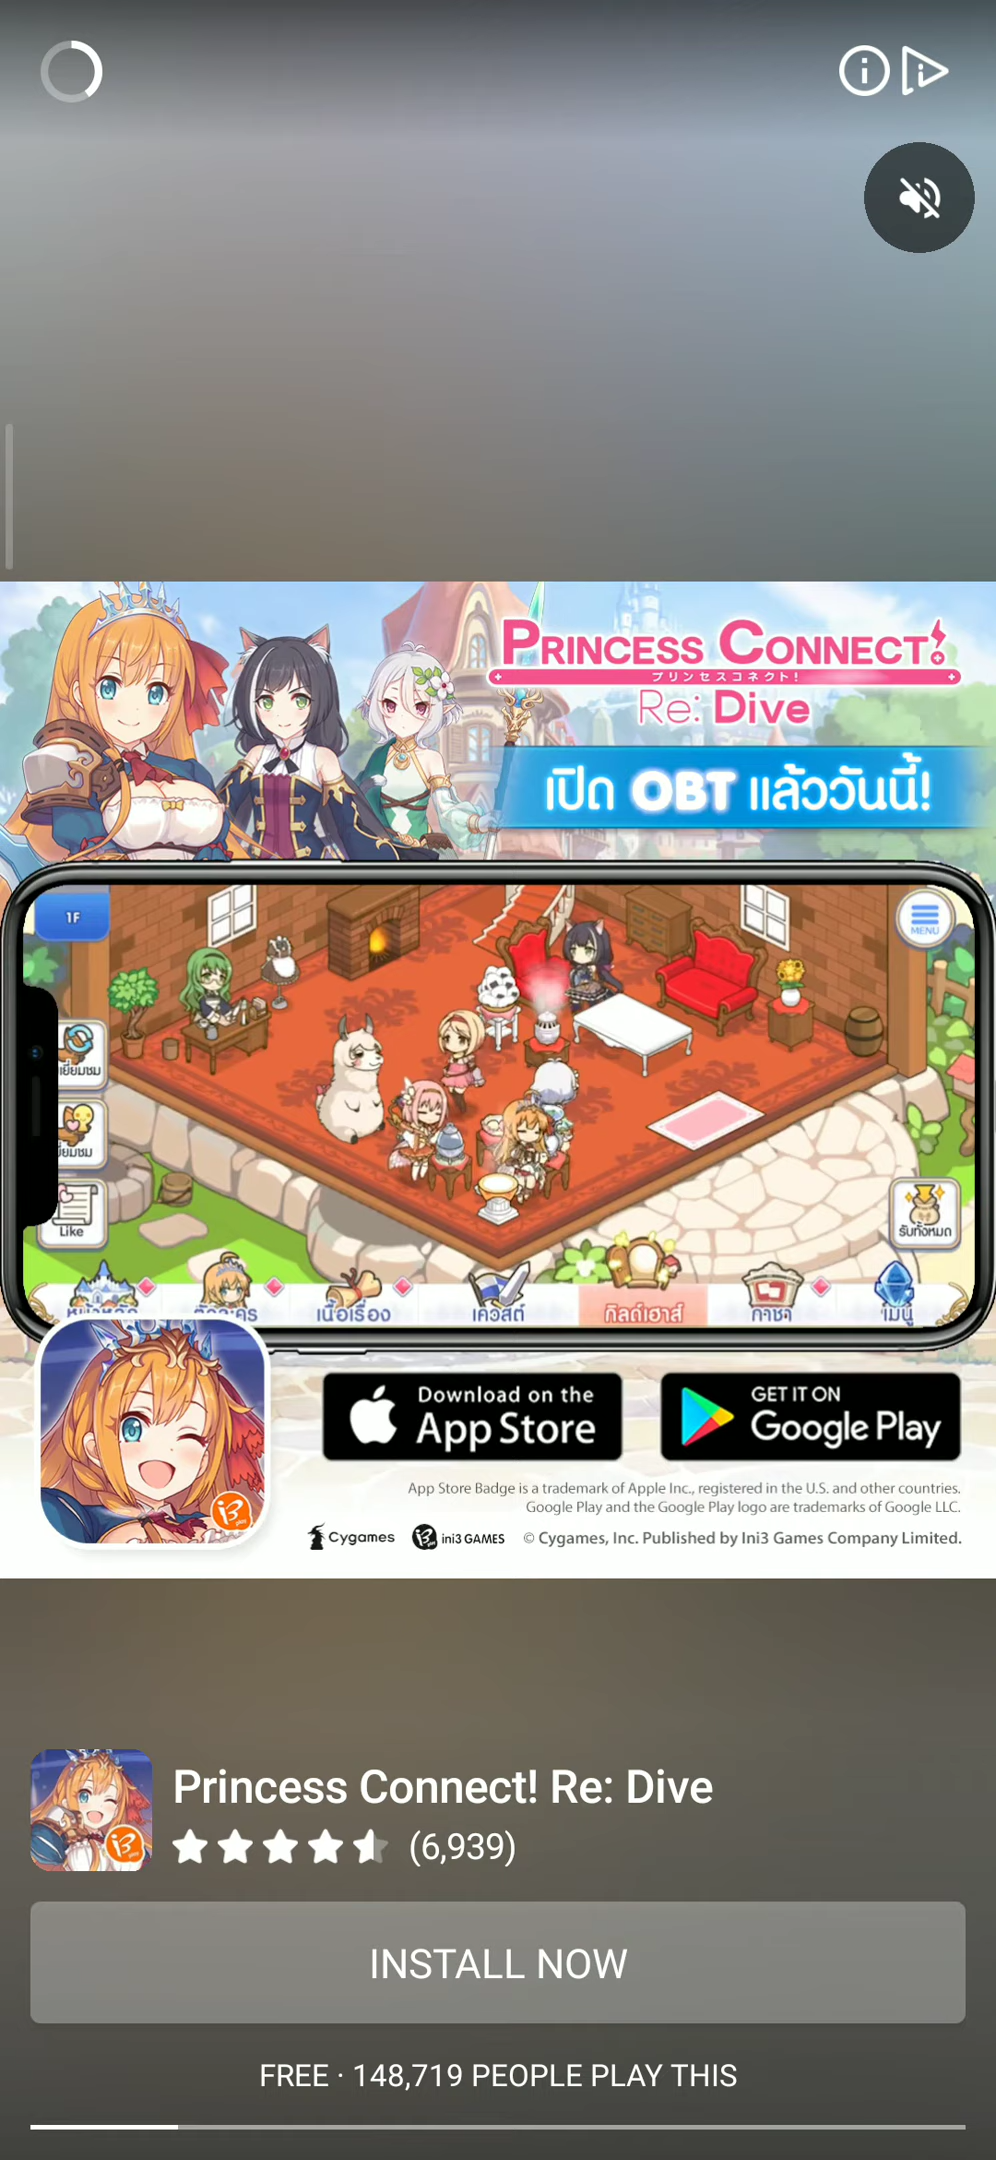 PRINCESS CONNECT!
プリンセスコネクト!
Re: Dive
เปิด OBT แล้ววันนี้!
1F
MENU
เยี่ยมชม
Like
รับทั้งหมด
เนื้อเรื่อง
เควสต์
กิลด์เฮาส์
กาชา
เมนู
Download on the
App Store
GET IT ON
Google Play
App Store Badge is a trademark of Apple Inc., registered in the U.S. and other countries.
Google Play and the Google Play logo are trademarks of Google LLC.
Cygames ini3 GAMES © Cygames, Inc. Published by Ini3 Games Company Limited.
Princess Connect! Re: Dive
(6,939)
INSTALL NOW
FREE · 148,719 PEOPLE PLAY THIS